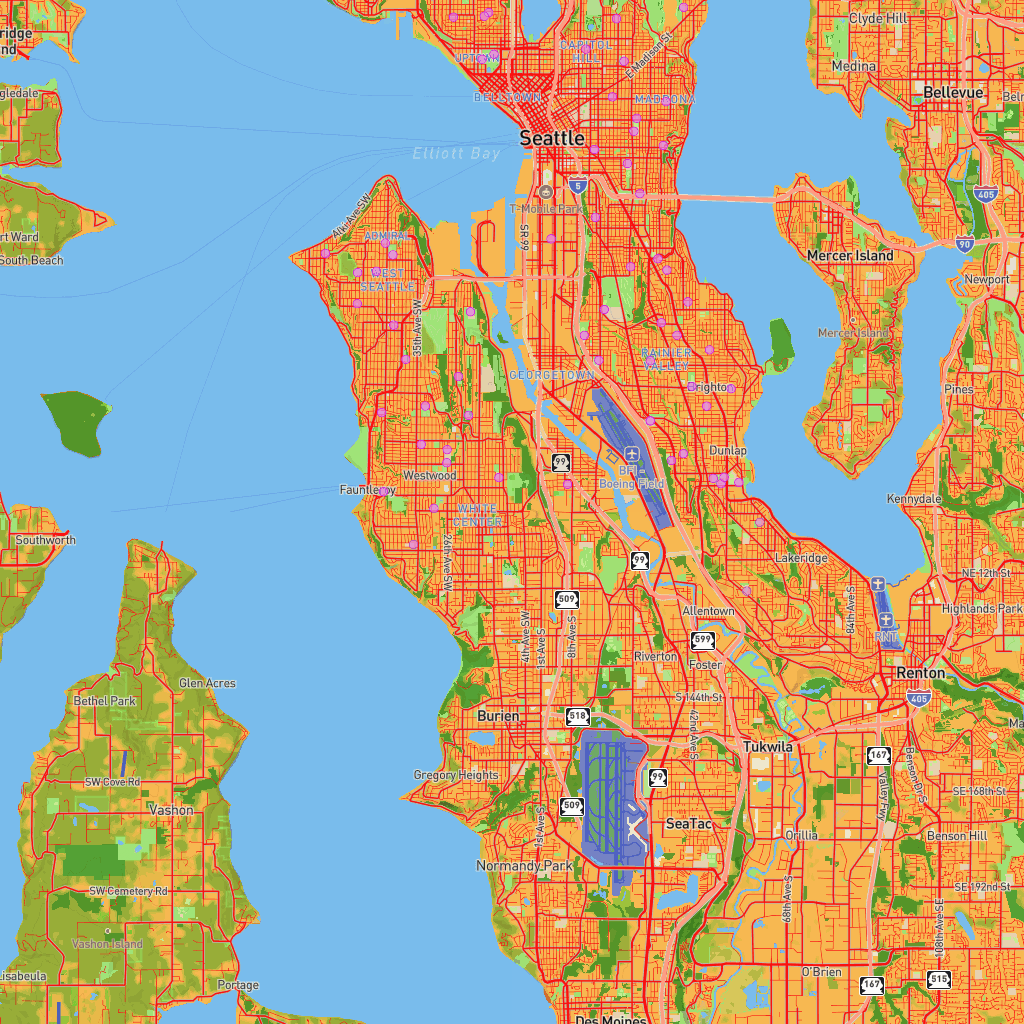 Clyde Hill
ridge
nd
CAPITOL
HILL
UPTOWN
E Madison St
Medina
gledale
BELLTOWN
MADRONA
Bellevue
Seattle
Elliott Bay
5
405
T-Mobile Park
Alki Ave SW
SR 99
ADMIRAL
rt Ward
South Beach
90
Mercer Island
WEST
SEATTLE
Newport
35th Ave SW
Mercer Island
RAINIER
VALLEY
GEORGETOWN
Brighton
Pines
Dunlap
99
BFI -
Boeing Field
Westwood
Fauntleroy
Kennydale
WHITE
CENTER
Southworth
26th Ave SW
99
Lakeridge
NE 12th St
509
84th Ave S
Allentown
Highlands Park
4th Ave SW
1st Ave S
8th Ave S
599
RNT
Riverton
Foster
Renton
Glen Acres
S 144th St
405
Bethel Park
Burien
518
42nd Ave S
Tukwila
167
Benson Dr S
Gregory Heights
99
SW Cove Rd
Valley Fwy
SE 168th St
509
Vashon
1st Ave S
SeaTac
Orillia
Benson Hill
Normandy Park
SW Cemetery Rd
68th Ave S
SE 192nd St
108th Ave SE
Vashon Island
Lisabeula
O'Brien
Portage
167
515
Des Moines